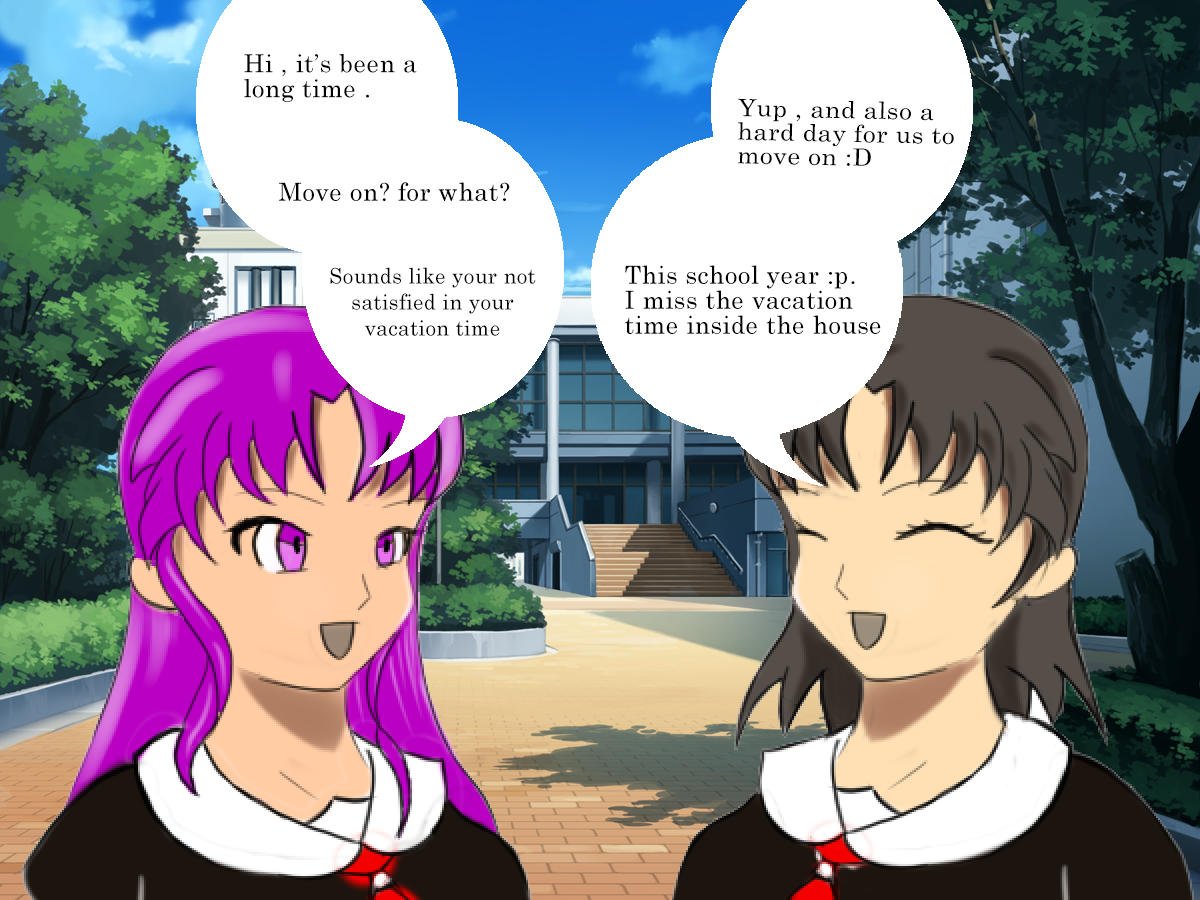 Hi , it's been a
long time .
Yup , and also a
hard day for us to
move on :D
Move on? for what?
This school year :p.
I miss the vacation
time inside the house
Sounds like your not
satisfied in your
vacation time